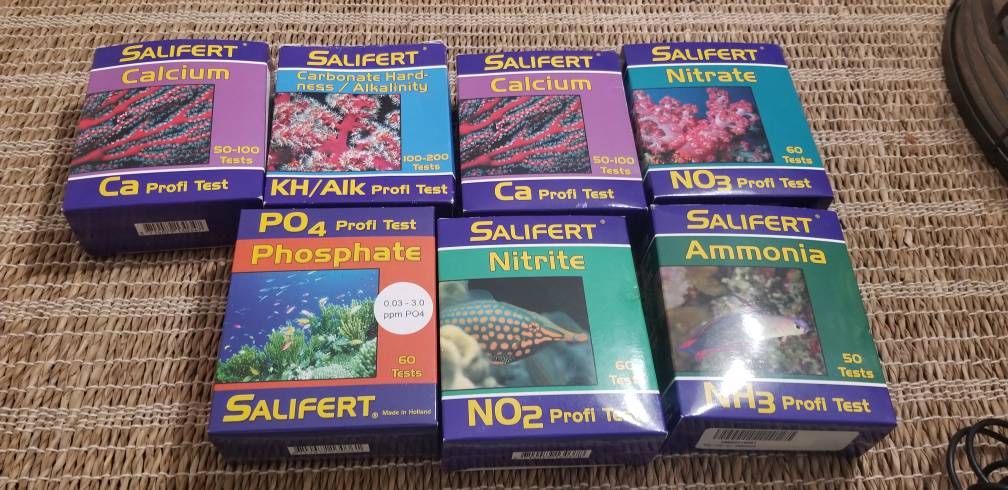 SALIFERT®
Calcium
50-100
Tests
Ca Profi Test
SALIFERT®
Carbonate Hard-
ness / Alkalinity
100-200
Tests
KH/Alk Profi Test
SALIFERT®
Calcium
50-100
Tests
Ca Profi Test
SALIFERT®
Nitrate
60
Tests
NO3 Profi Test
PO4 Profi Test
Phosphate
0.03 - 3.0
ppm PO4
60
Tests
SALIFERT® Made in Holland
SALIFERT®
Nitrite
60
Tests
NO2 Profi Test
SALIFERT®
Ammonia
50
Tests
NH3 Profi Test